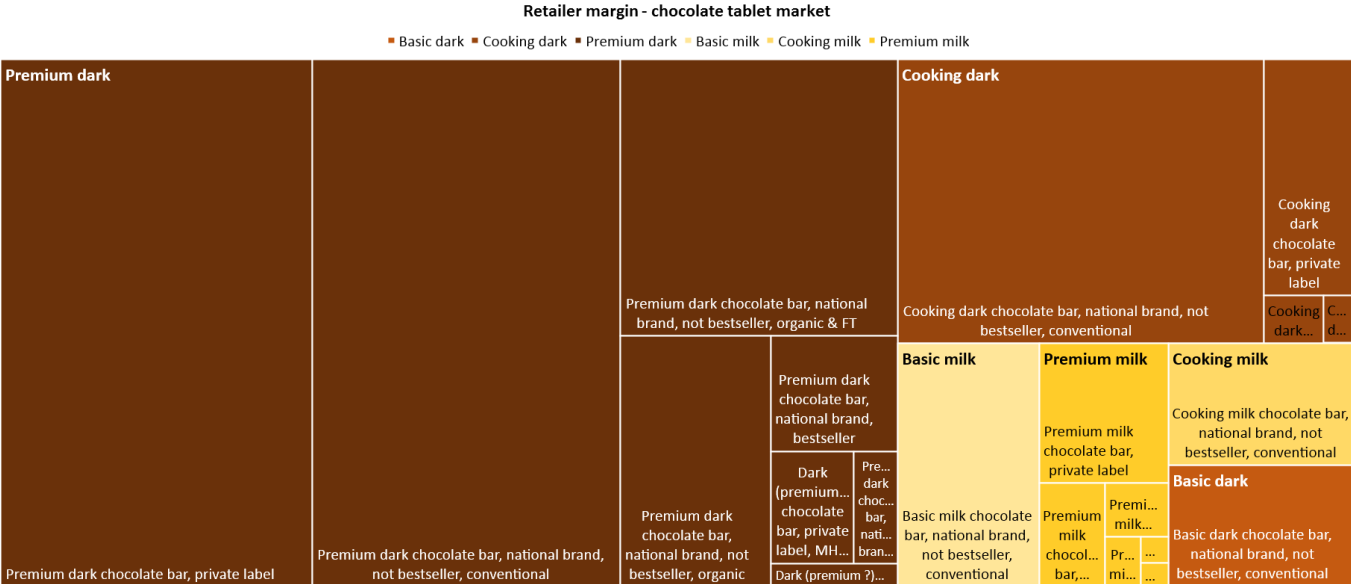 Retailer margin - chocolate tablet market
Basic dark Cooking dark Premium dark Basic milk Cooking milk Premium milk
Premium dark
Premium dark chocolate bar, private label
Premium dark chocolate bar, national brand,
not bestseller, conventional
Premium dark chocolate bar, national
brand, not bestseller, organic & FT
Premium dark
chocolate bar,
national brand, not
bestseller, organic
Premium dark
chocolate bar,
national brand,
bestseller
Dark
(premium...
chocolate
bar, private
label, MH...
Pre...
dark
choc...
bar,
nati...
bran...
Dark (premium ?)...
Cooking dark
Cooking dark chocolate bar, national brand, not
bestseller, conventional
Cooking
dark
chocolate
bar, private
label
Cooking
dark...
C...
d...
Basic milk
Basic milk chocolate
bar, national brand,
not bestseller,
conventional
Premium milk
Premium milk
chocolate bar,
private label
Premium
milk
chocol...
bar,...
Premi...
milk...
Pr...
mi...
...
...
Cooking milk
Cooking milk chocolate bar,
national brand, not
bestseller, conventional
Basic dark
Basic dark chocolate bar,
national brand, not
bestseller, conventional